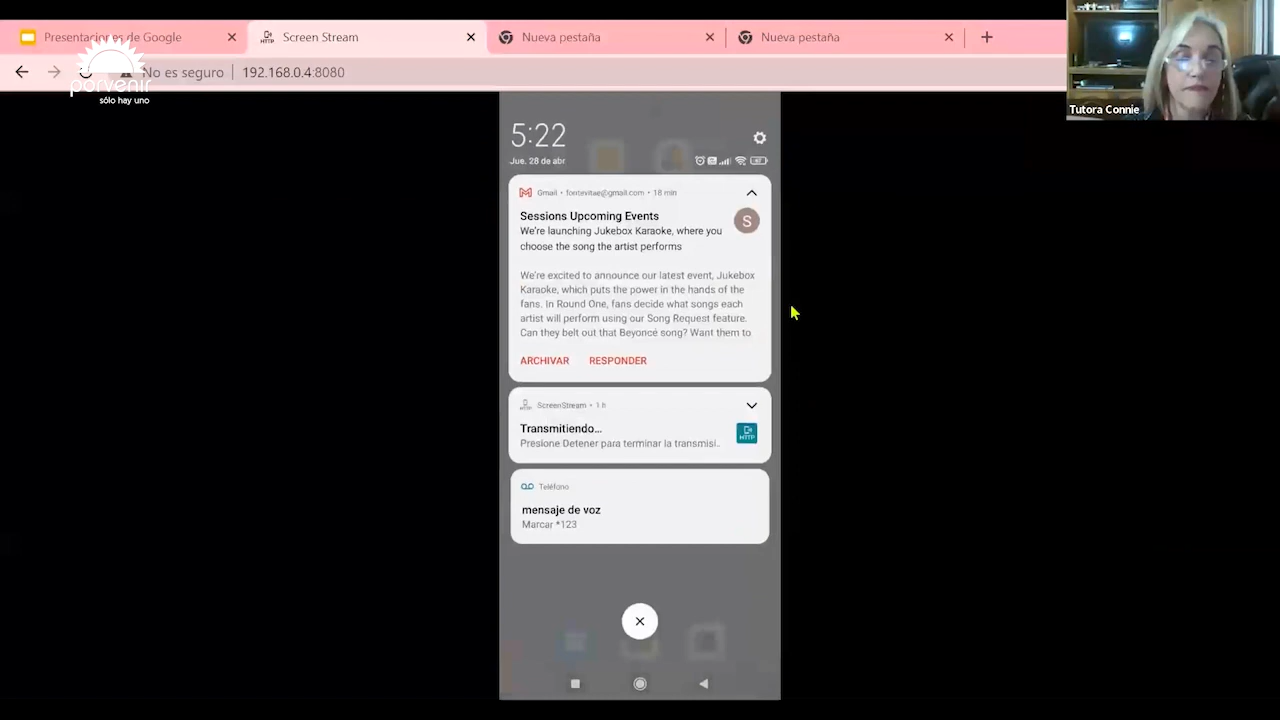 Presentaciones de Google
Screen Stream
Nueva pestaña
Nueva pestaña
No es seguro
192.168.0.4:8080
porvenir
sólo hay uno
Tutora Connie
5:22
Jue. 28 de abr
Gmail • fontevitae@gmail.com • 18 min
Sessions Upcoming Events
S
We're launching Jukebox Karaoke, where you
choose the song the artist performs
We're excited to announce our latest event, Jukebox
Karaoke, which puts the power in the hands of the
fans. In Round One, fans decide what songs each
artist will perform using our Song Request feature.
Can they belt out that Beyoncé song? Want them to
ARCHIVAR RESPONDER
ScreenStream • 1 h
Transmitiendo...
Presione Detener para terminar la transmisi..
HTTP
Teléfono
mensaje de voz
Marcar *123